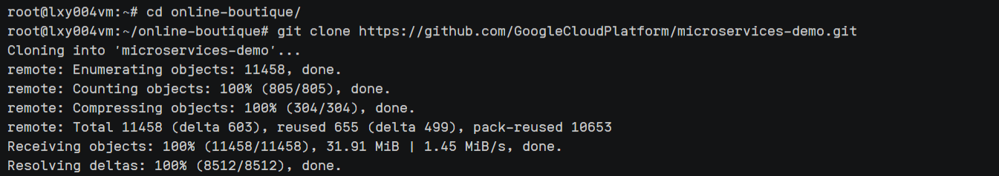 root@lxy004vm:~# cd online-boutique/
root@lxy004vm:~/online-boutique# git clone https://github.com/GoogleCloudPlatform/microservices-demo.git
Cloning into 'microservices-demo'...
remote: Enumerating objects: 11458, done.
remote: Counting objects: 100% (805/805), done.
remote: Compressing objects: 100% (304/304), done.
remote: Total 11458 (delta 603), reused 655 (delta 499), pack-reused 10653
Receiving objects: 100% (11458/11458), 31.91 MiB | 1.45 MiB/s, done.
Resolving deltas: 100% (8512/8512), done.